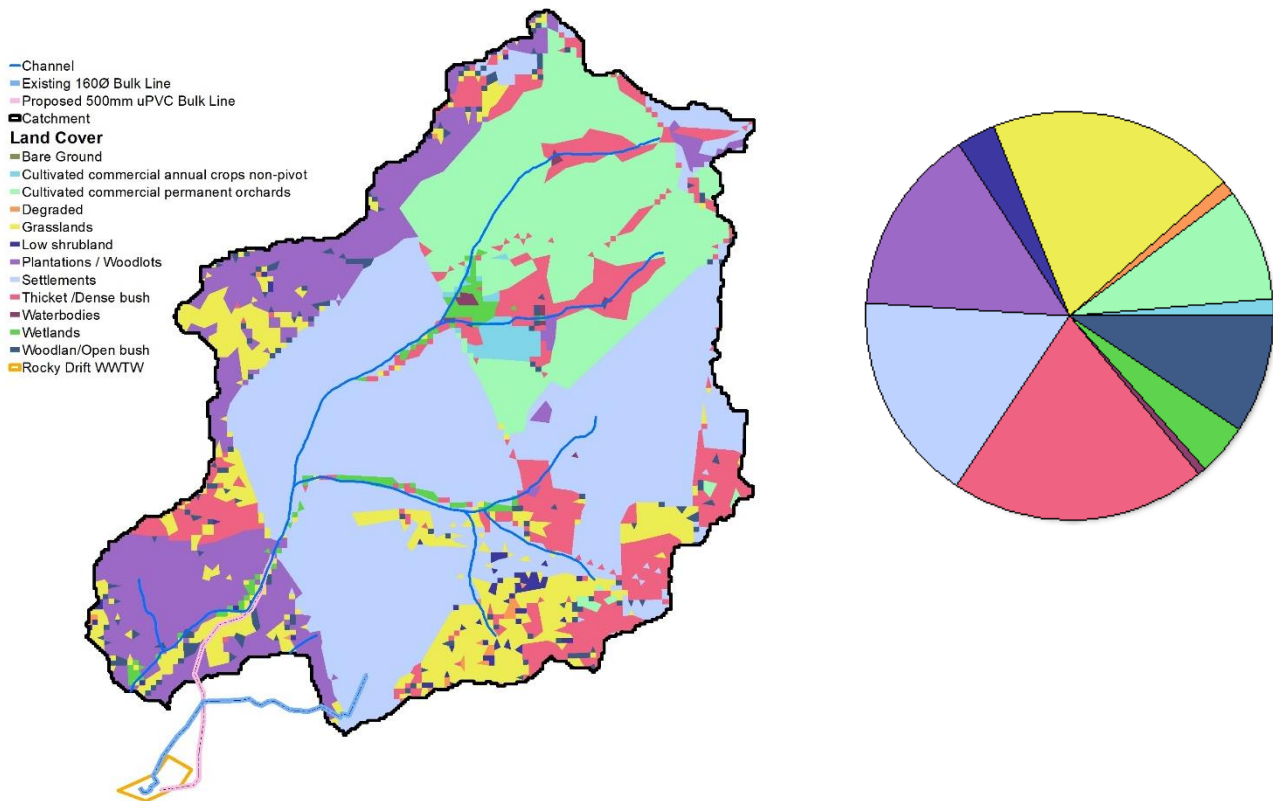 Channel
Existing 160Ø Bulk Line
Proposed 500mm uPVC Bulk Line
Catchment
Land Cover
Bare Ground
Cultivated commercial annual crops non-pivot
Cultivated commercial permanent orchards
Degraded
Grasslands
Low shrubland
Plantations / Woodlots
Settlements
Thicket /Dense bush
Waterbodies
Wetlands
Woodlan/Open bush
Rocky Drift WWTW